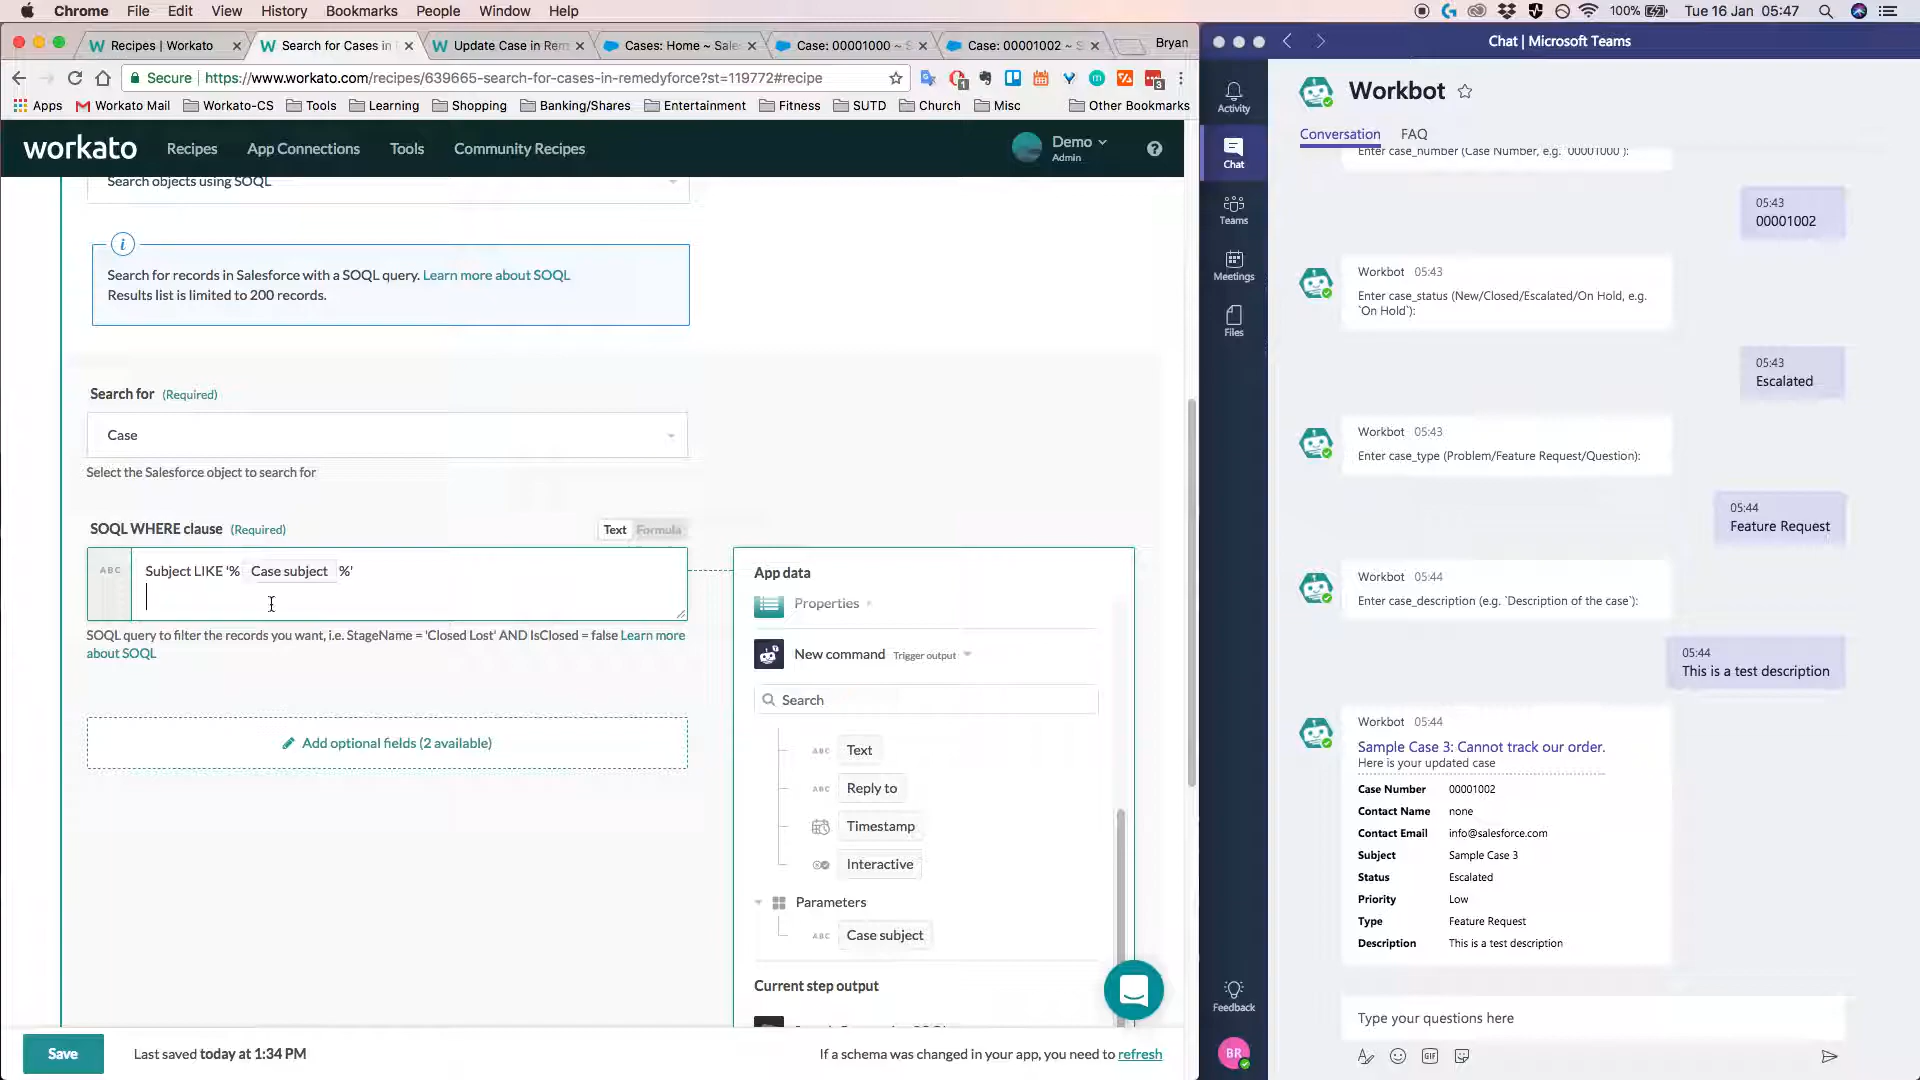 Chrome File Edit View History Bookmarks People Window Help
100% Tue 16 Jan 05:47
Recipes | Workato
Search for Cases in
Update Case in Rem
Cases: Home ~ Sale
Case: 00001000 ~ S
Case: 00001002 ~ S
Bryan
Secure https://www.workato.com/recipes/639665-search-for-cases-in-remedyforce?st=119772#recipe
Apps Workato Mail Workato-CS Tools Learning Shopping Banking/Shares Entertainment Fitness SUTD Church Misc Other Bookmarks
workato Recipes App Connections Tools Community Recipes Demo
Admin
Search objects using SOQL
Search for records in Salesforce with a SOQL query. Learn more about SOQL
Results list is limited to 200 records.
Search for (Required)
Case
Select the Salesforce object to search for
SOQL WHERE clause (Required) Text Formula
ABC Subject LIKE '% Case subject %'
SOQL query to filter the records you want, i.e. StageName = 'Closed Lost' AND IsClosed = false Learn more
about SOQL
Add optional fields (2 available)
App data
Properties
New command Trigger output
Search
ABC Text
ABC Reply to
Timestamp
Interactive
Parameters
ABC Case subject
Current step output
Save Last saved today at 1:34 PM
If a schema was changed in your app, you need to refresh
Chat | Microsoft Teams
Activity
Chat
Teams
Meetings
Files
Feedback
BR
Workbot
Conversation FAQ
Enter case_number (Case Number, e.g. `00001000`):
05:43
00001002
Workbot 05:43
Enter case_status (New/Closed/Escalated/On Hold, e.g.
`On Hold`):
05:43
Escalated
Workbot 05:43
Enter case_type (Problem/Feature Request/Question):
05:44
Feature Request
Workbot 05:44
Enter case_description (e.g. `Description of the case`):
05:44
This is a test description
Workbot 05:44
Sample Case 3: Cannot track our order.
Here is your updated case
Case Number 00001002
Contact Name none
Contact Email info@salesforce.com
Subject Sample Case 3
Status Escalated
Priority Low
Type Feature Request
Description This is a test description
Type your questions here
GIF